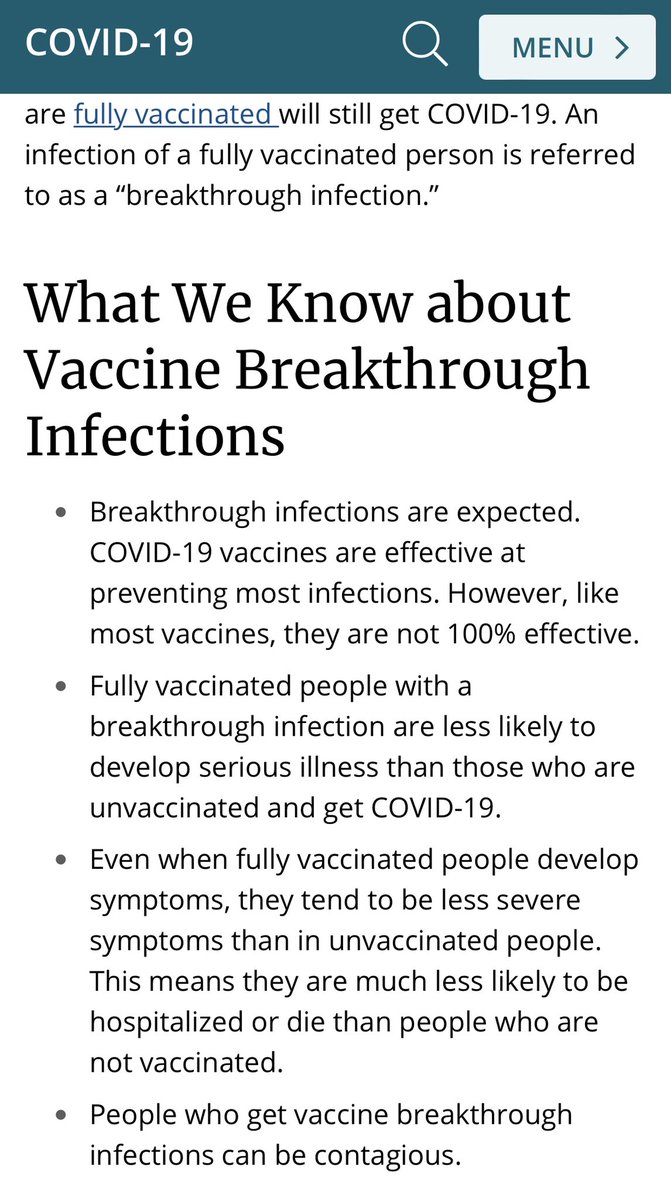 COVID-19
MENU
are fully vaccinated will still get COVID-19. An
infection of a fully vaccinated person is referred
to as a “breakthrough infection.”
What We Know about
Vaccine Breakthrough
Infections
Breakthrough infections are expected.
COVID-19 vaccines are effective at
preventing most infections. However, like
most vaccines, they are not 100% effective.
Fully vaccinated people with a
breakthrough infection are less likely to
develop serious illness than those who are
unvaccinated and get COVID-19.
Even when fully vaccinated people develop
symptoms, they tend to be less severe
symptoms than in unvaccinated people.
This means they are much less likely to be
hospitalized or die than people who are
not vaccinated.
People who get vaccine breakthrough
infections can be contagious.